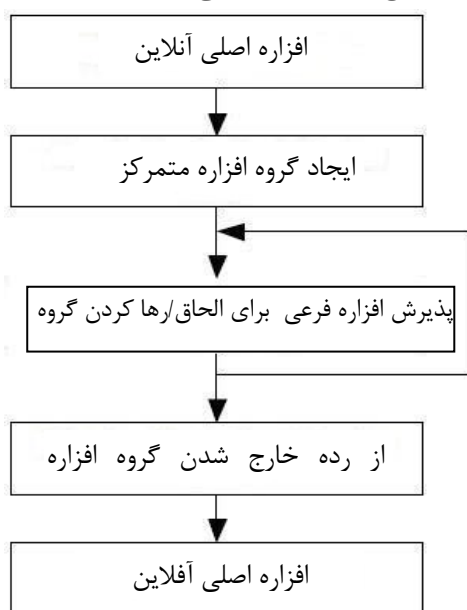 افزاره اصلی آنلاین
ایجاد گروه افزاره متمرکز
پذیرش افزاره فرعی برای الحاق/رها کردن گروه
از رده خارج شدن گروه افزاره
افزاره اصلی آفلاین